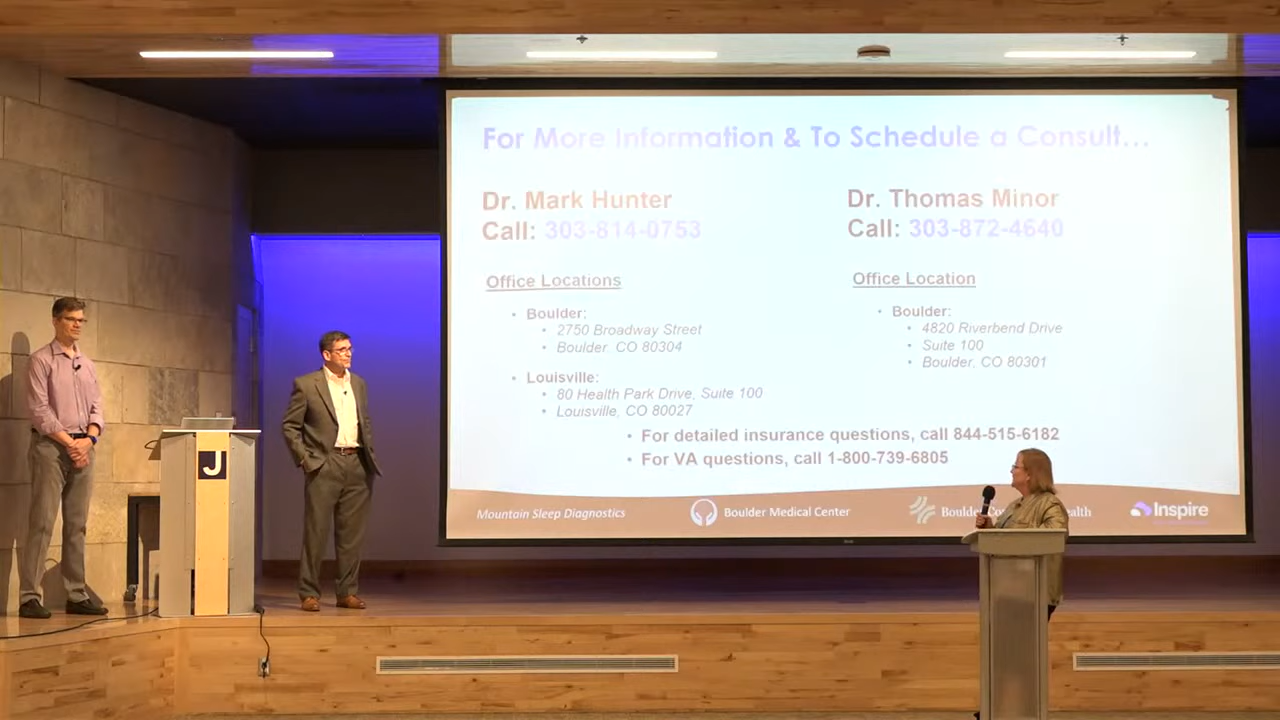 For More Information & To Schedule a Consult...
Dr. Mark Hunter
Call: 303-814-0753
Office Locations
Boulder:
2750 Broadway Street
Boulder, CO 80304
Louisville:
80 Health Park Drive, Suite 100
Louisville, CO 80027
Dr. Thomas Minor
Call: 303-872-4640
Office Location
Boulder:
4820 Riverbend Drive
Suite 100
Boulder, CO 80301
For detailed insurance questions, call 844-515-6182
For VA questions, call 1-800-739-6805
Mountain Sleep Diagnostics
Boulder Medical Center
Boulder
Inspire
J